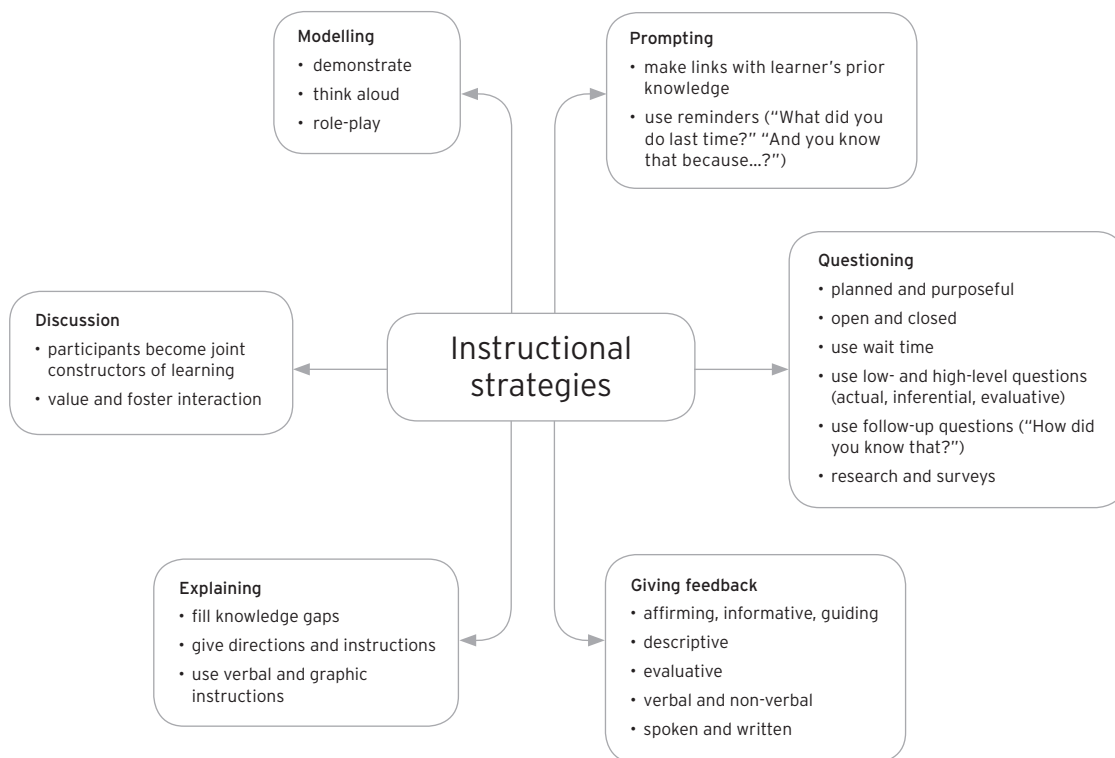 Modelling
• demonstrate
• think aloud
• role-play
Prompting
• make links with learner's prior
knowledge
• use reminders (“What did you
do last time?” “And you know
that because...?”)
Questioning
• planned and purposeful
• open and closed
• use wait time
• use low- and high-level questions
(actual, inferential, evaluative)
• use follow-up questions (“How did
you know that?”)
• research and surveys
Discussion
• participants become joint
constructors of learning
• value and foster interaction
Instructional
strategies
Explaining
• fill knowledge gaps
• give directions and instructions
• use verbal and graphic
instructions
Giving feedback
• affirming, informative, guiding
• descriptive
• evaluative
• verbal and non-verbal
• spoken and written